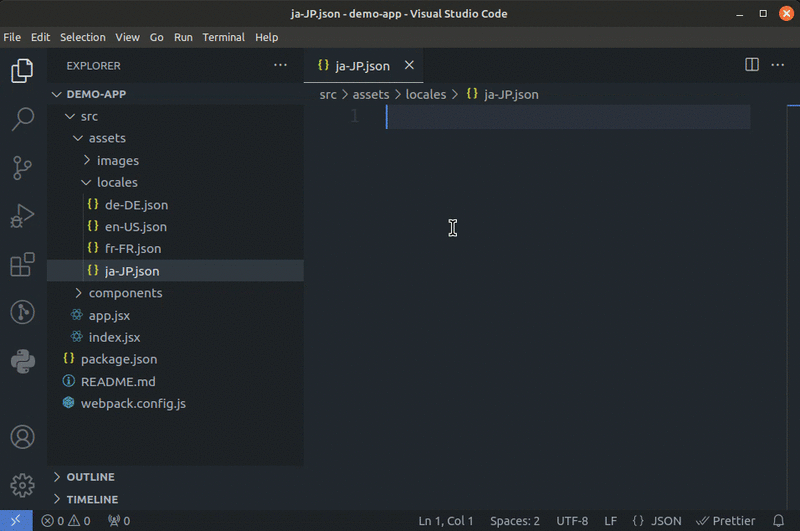 ja-JP.json - demo-app - Visual Studio Code
File Edit Selection View Go Run Terminal Help
EXPLORER
ja-JP.json
DEMO-APP
src > assets > locales > {} ja-JP.json
1
src
assets
images
locales
{} de-DE.json
{} en-US.json
{} fr-FR.json
{} ja-JP.json
components
app.jsx
index.jsx
{} package.json
README.md
webpack.config.js
OUTLINE
TIMELINE
0 0 0 Ln 1, Col 1 Spaces: 2 UTF-8 LF {} JSON Prettier